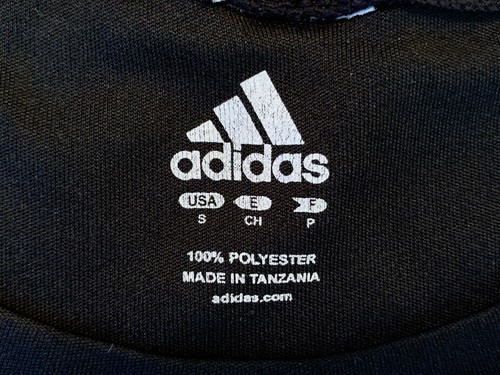 adidas
USA E F
S CH P
100% POLYESTER
MADE IN TANZANIA
adidas.com